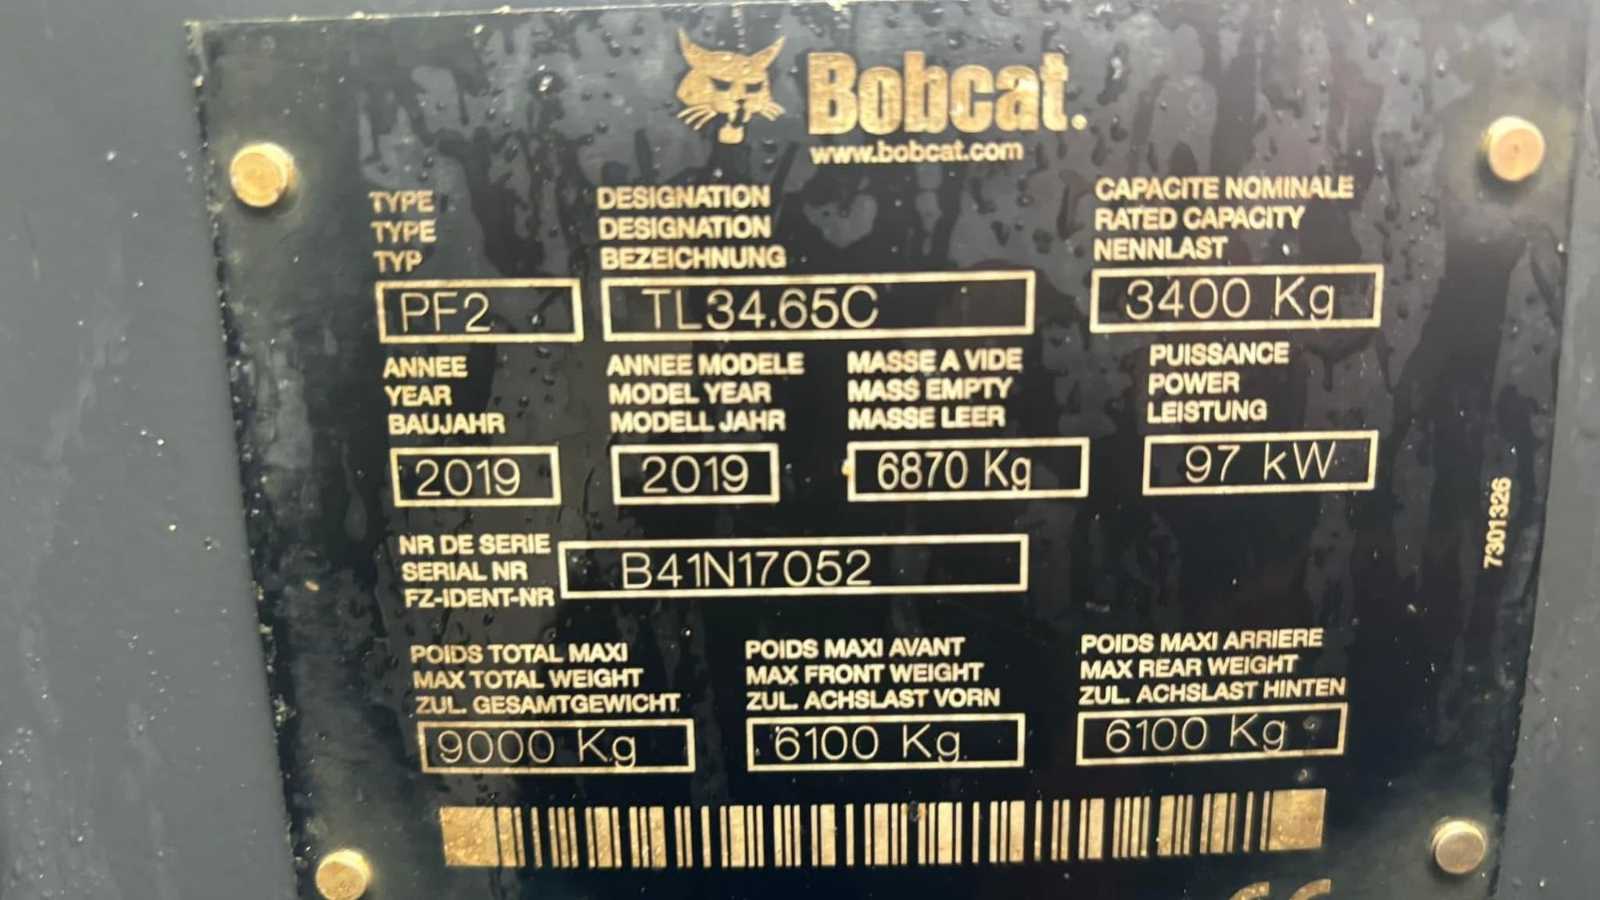 Bobcat.
www.bobcat.com
TYPE
TYPE
TYP
PF2
DESIGNATION
DESIGNATION
BEZEICHNUNG
TL34.65C
CAPACITE NOMINALE
RATED CAPACITY
NENNLAST
3400 Kg
ANNEE
YEAR
BAUJAHR
2019
ANNEE MODELE
MODEL YEAR
MODELL JAHR
2019
MASSE A VIDE
MASS EMPTY
MASSE LEER
6870 Kg
PUISSANCE
POWER
LEISTUNG
97 kW
NR DE SERIE
SERIAL NR
FZ-IDENT-NR
B41N17052
7301326
POIDS TOTAL MAXI
MAX TOTAL WEIGHT
ZUL. GESAMTGEWICHT
9000 Kg
POIDS MAXI AVANT
MAX FRONT WEIGHT
ZUL. ACHSLAST VORN
6100 Kg
POIDS MAXI ARRIERE
MAX REAR WEIGHT
ZUL. ACHSLAST HINTEN
6100 Kg